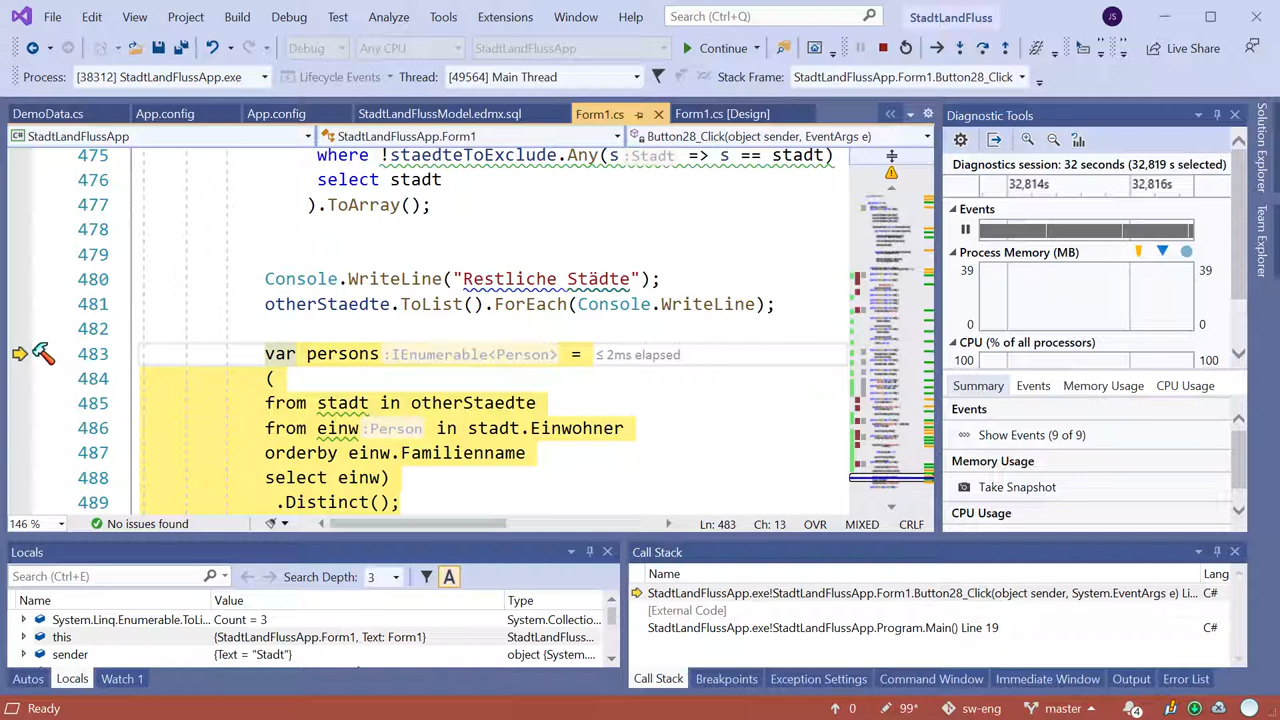 File Edit View Project Build Debug Test Analyze Tools Extensions Window Help Search (Ctrl+Q) StadtLandFluss JS
Debug Any CPU StadtLandFlussApp Continue Live Share
Process: [38312] StadtLandFlussApp.exe Lifecycle Events Thread: [49564] Main Thread Stack Frame: StadtLandFlussApp.Form1.Button28_Click
DemoData.cs App.config App.config StadtLandFlussModel.edmx.sql Form1.cs Form1.cs [Design]
StadtLandFlussApp StadtLandFlussApp.Form1 Button28_Click(object sender, EventArgs e)
475 where !staedteToExclude.Any(s:Stadt => s == stadt)
476 select stadt
477 ).ToArray();
478
479
480 Console.WriteLine("Restliche Städte");
481 otherStaedte.ToList().ForEach(Console.WriteLine);
482
483 var persons:IEnumerable<Person> = ≤ 2ms elapsed
484 (
485 from stadt in otherStaedte
486 from einw:Person in stadt.Einwohner
487 orderby einw.Familienname
488 select einw)
489 .Distinct();
146 % No issues found Ln: 483 Ch: 13 OVR MIXED CRLF
Diagnostic Tools
Diagnostics session: 32 seconds (32,819 s selected)
32,814s 32,816s
Events
Process Memory (MB)
39 39
0
CPU (% of all processors)
100 100
Summary Events Memory Usage CPU Usage
Events
Show Events (9 of 9)
Memory Usage
Take Snapshot
CPU Usage
Solution Explorer
Team Explorer
Locals
Search (Ctrl+E) Search Depth: 3 A
Name Value Type
System.Linq.Enumerable.ToLi... Count = 3 System.Collectio...
this {StadtLandFlussApp.Form1, Text: Form1} StadtLandFluss...
sender {Text = "Stadt"} object {System....
Autos Locals Watch 1
Call Stack
Name Lang
StadtLandFlussApp.exe!StadtLandFlussApp.Form1.Button28_Click(object sender, System.EventArgs e) Li... C#
[External Code]
StadtLandFlussApp.exe!StadtLandFlussApp.Program.Main() Line 19 C#
Call Stack Breakpoints Exception Settings Command Window Immediate Window Output Error List
Ready 0 99* sw-eng master 4